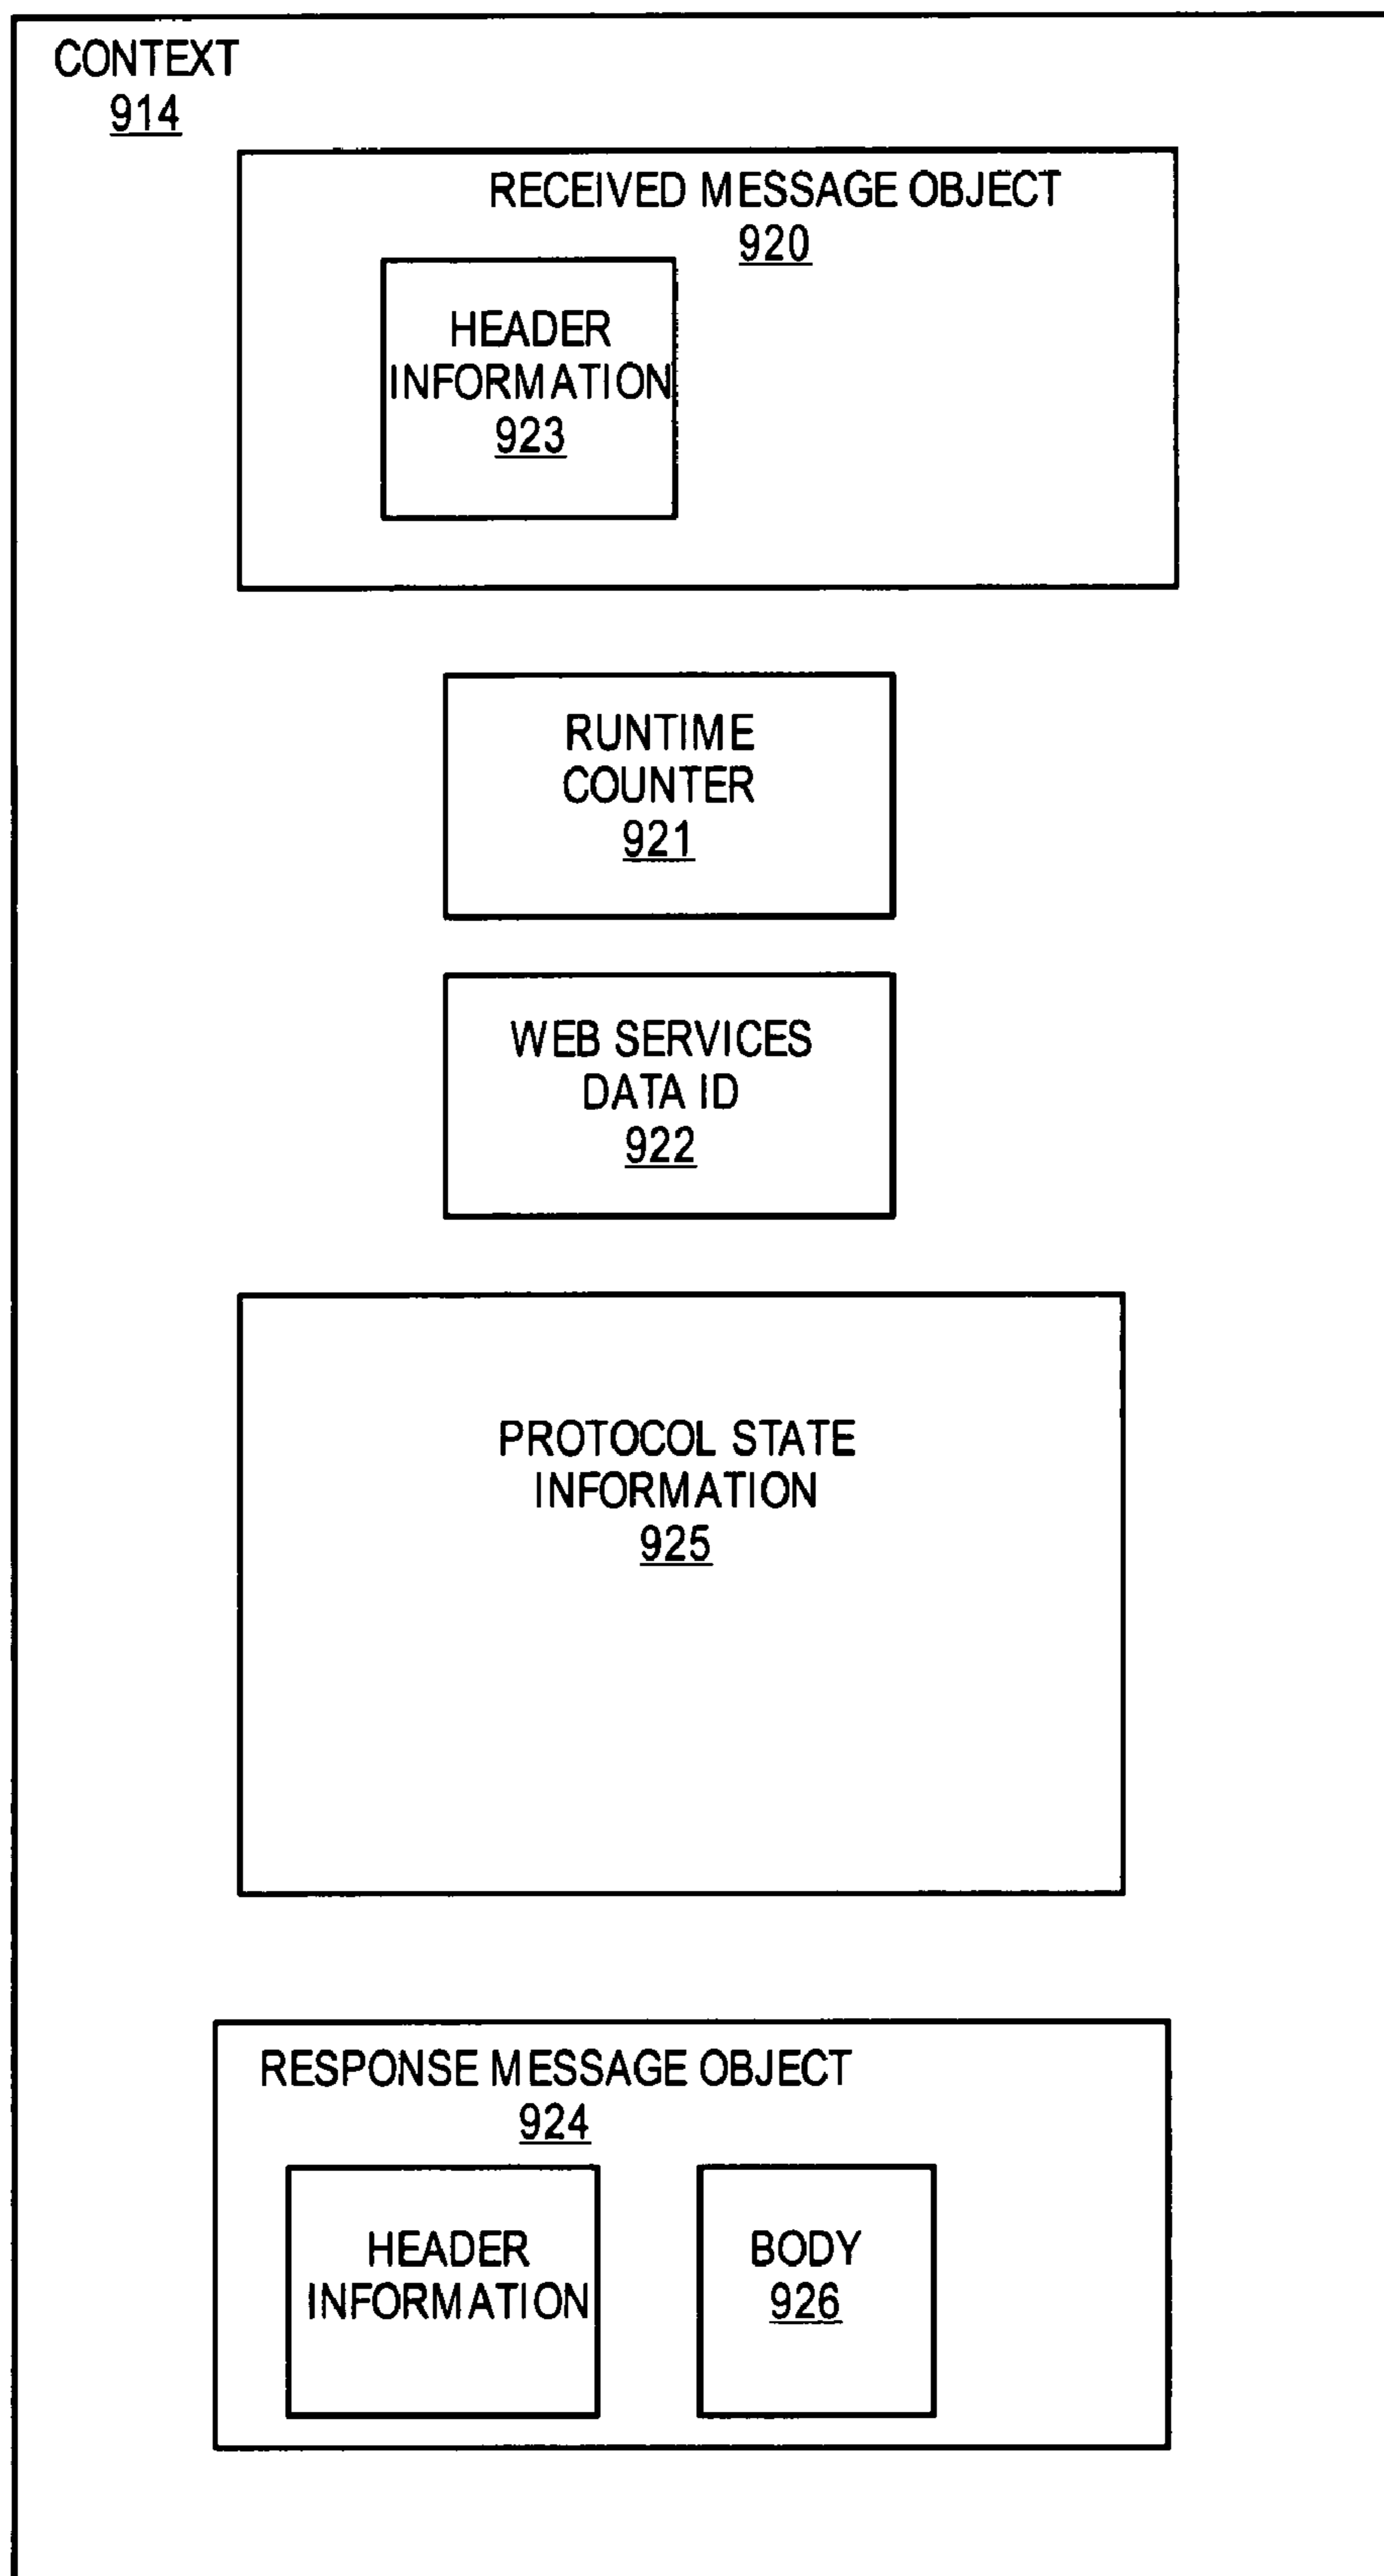 CONTEXT
914
RECEIVED MESSAGE OBJECT
920
HEADER
INFORMATION
923
RUNTIME
COUNTER
921
WEB SERVICES
DATA ID
922
PROTOCOL STATE
INFORMATION
925
RESPONSE MESSAGE OBJECT
924
HEADER
INFORMATION
BODY
926